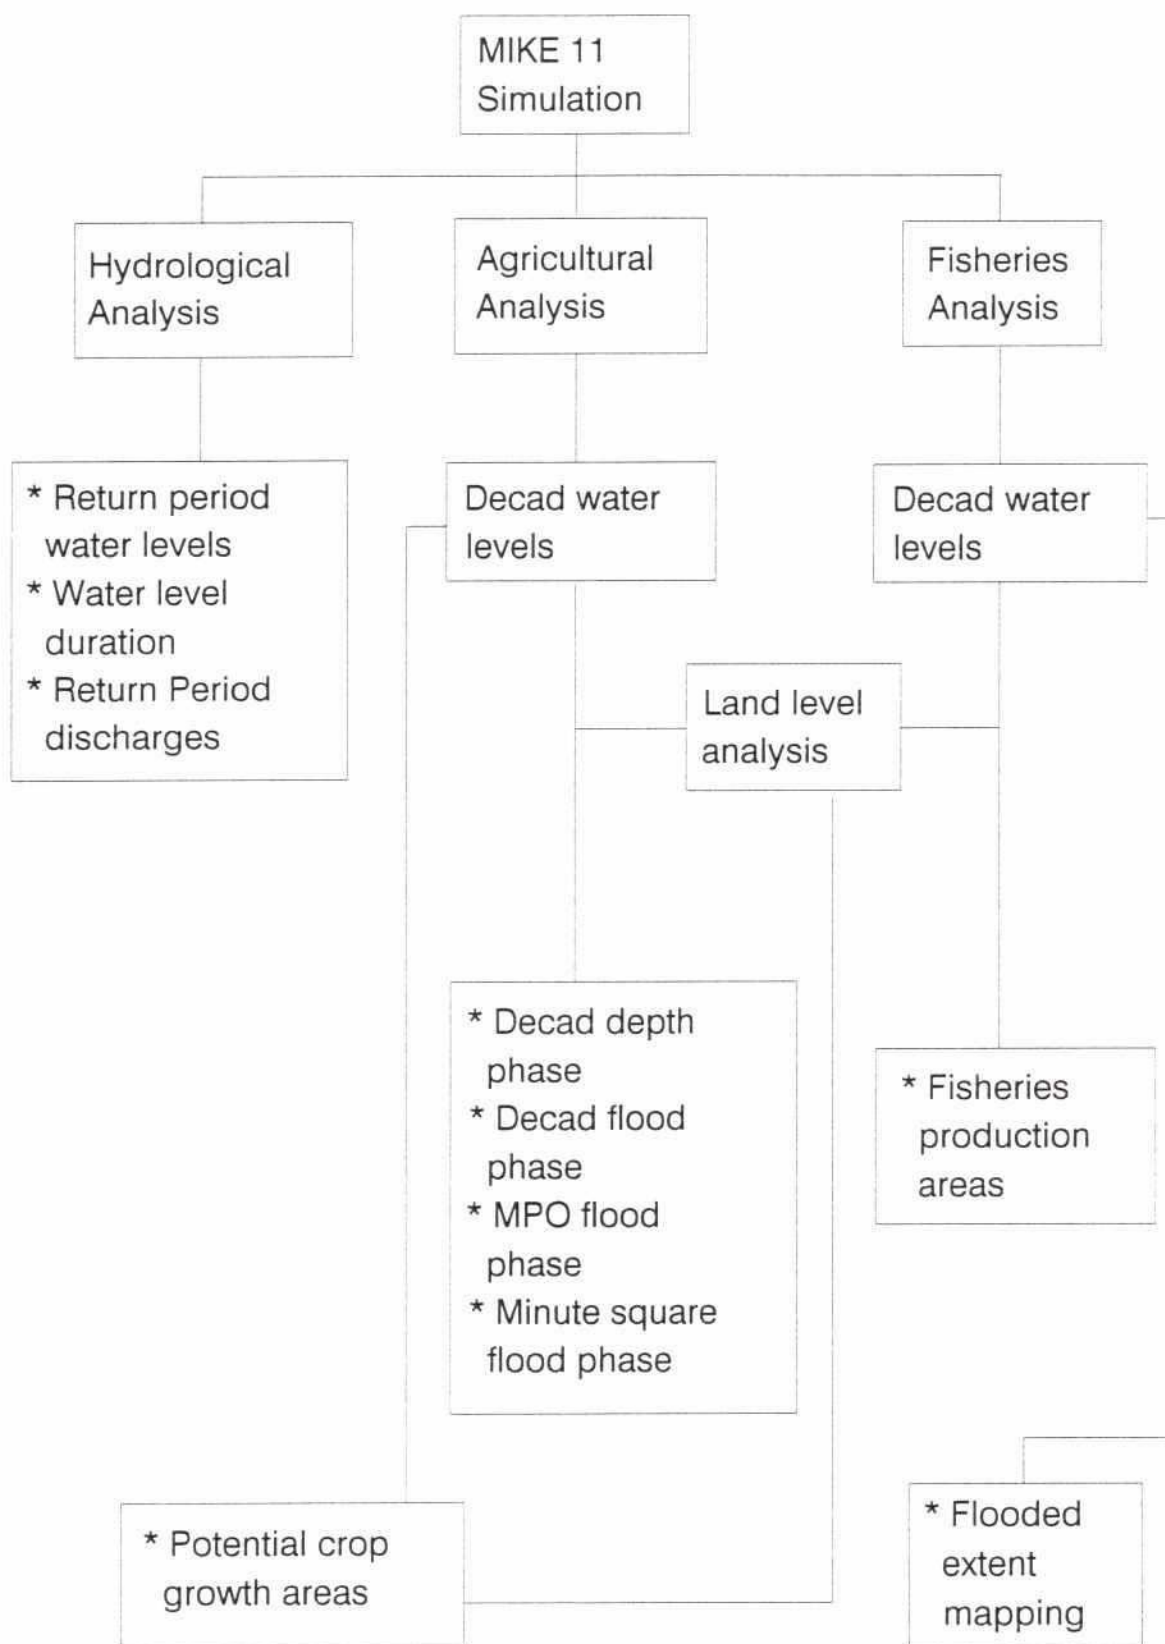 MIKE 11
Simulation
Hydrological
Analysis
Agricultural
Analysis
Fisheries
Analysis
* Return period
water levels
* Water level
duration
* Return Period
discharges
Decad water
levels
Decad water
levels
Land level
analysis
* Decad depth
phase
* Decad flood
phase
* MPO flood
phase
* Minute square
flood phase
* Fisheries
production
areas
* Potential crop
growth areas
* Flooded
extent
mapping